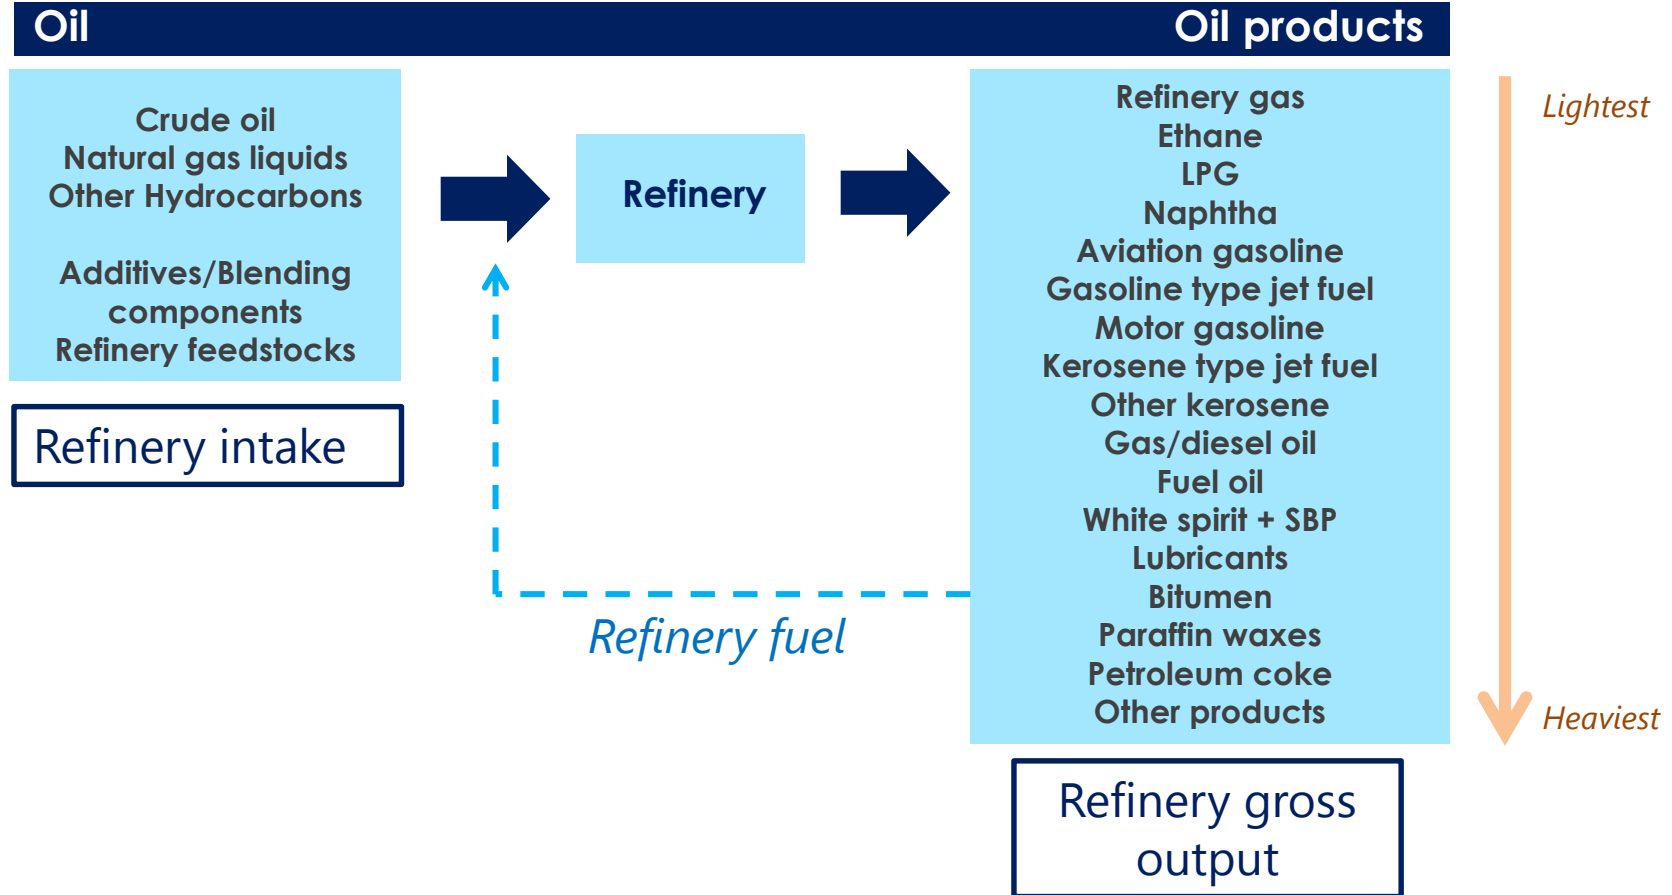 Oil
Oil products
Crude oil
Natural gas liquids
Other Hydrocarbons
Additives/Blending
components
Refinery feedstocks
Refinery intake
Refinery
Refinery fuel
Refinery gas
Ethane
LPG
Naphtha
Aviation gasoline
Gasoline type jet fuel
Motor gasoline
Kerosene type jet fuel
Other kerosene
Gas/diesel oil
Fuel oil
White spirit + SBP
Lubricants
Bitumen
Paraffin waxes
Petroleum coke
Other products
Refinery gross
output
Lightest
Heaviest